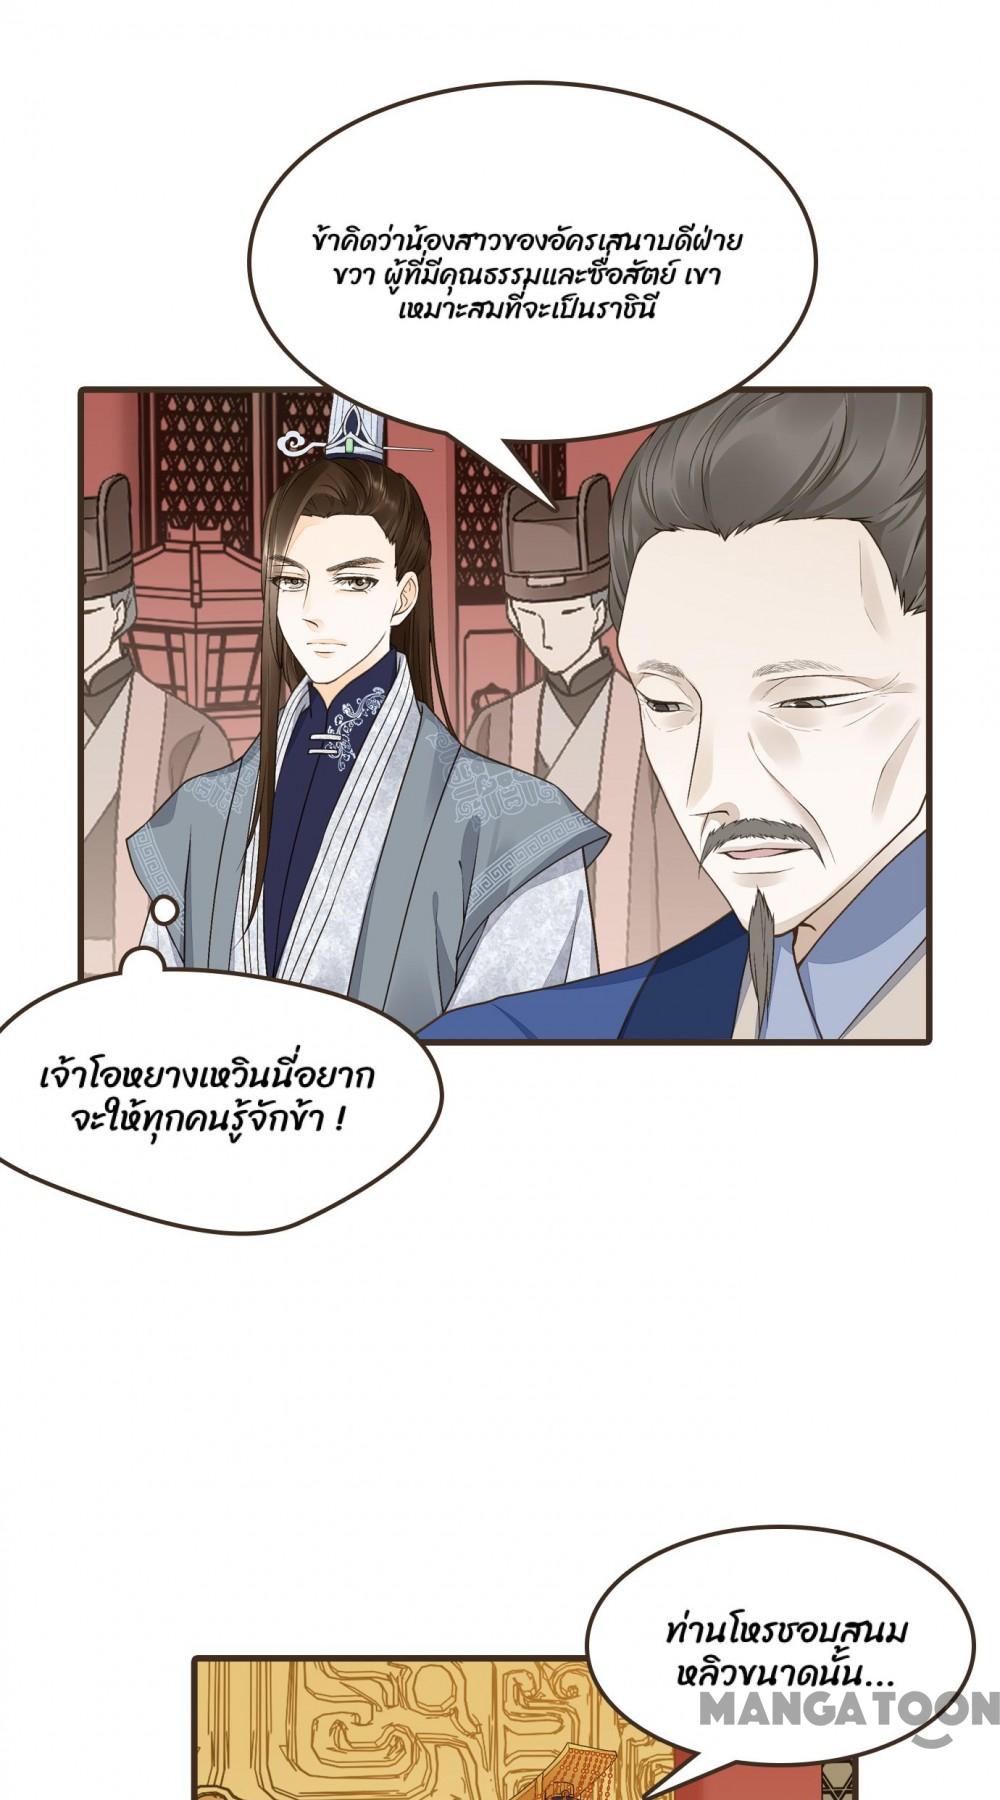 ข้าคิดว่าน้องสาวของอัครเสนาบดีฝ่าย
ขวา ผู้ที่มีคุณธรรมและซื่อสัตย์ เขา
เหมาะสมที่จะเป็นราชินี
เจ้าโอหยางเหวินนี่อยาก
จะให้ทุกคนรู้จักข้า !
ท่านโหรชอบสนม
หลิวขนาดนั้น...
MANGATOON